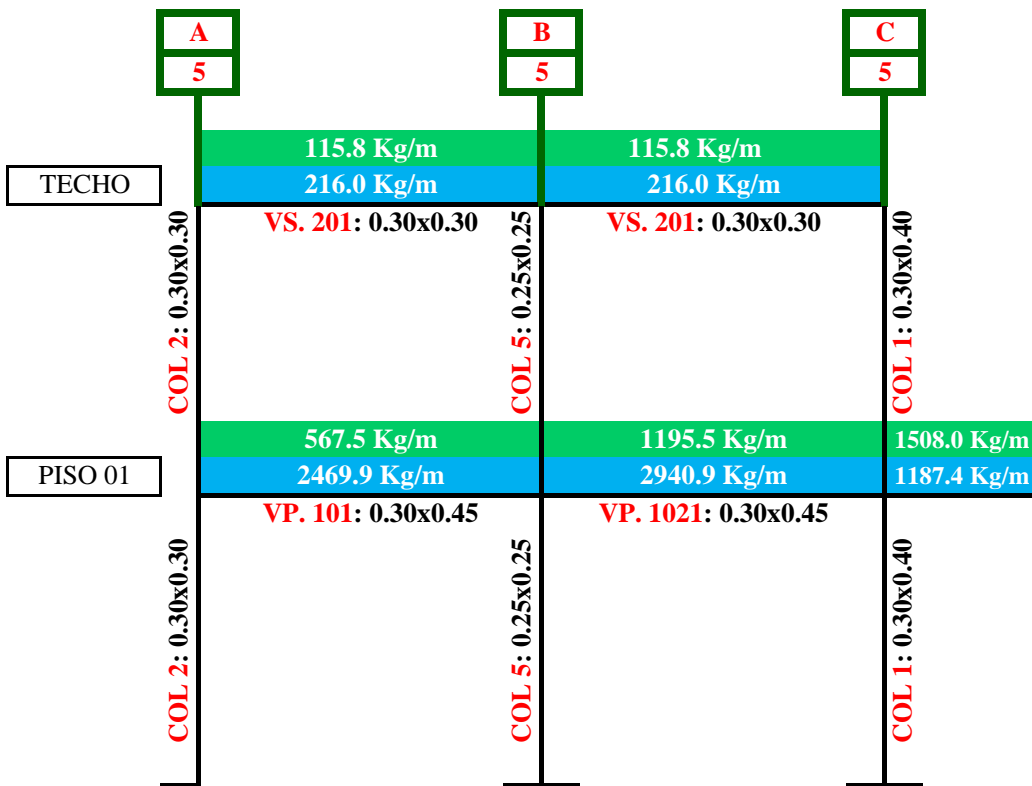 A
B
C
5
5
5
115.8 Kg/m
115.8 Kg/m
TECHO
216.0 Kg/m
216.0 Kg/m
VS. 201: 0.30x0.30
VS. 201: 0.30x0.30
COL 2: 0.30x0.30
COL 5: 0.25x0.25
COL 1: 0.30x0.40
567.5 Kg/m
1195.5 Kg/m
1508.0 Kg/m
PISO 01
2469.9 Kg/m
2940.9 Kg/m
1187.4 Kg/m
VP. 101: 0.30x0.45
VP. 1021: 0.30x0.45
COL 2: 0.30x0.30
COL 5: 0.25x0.25
COL 1: 0.30x0.40